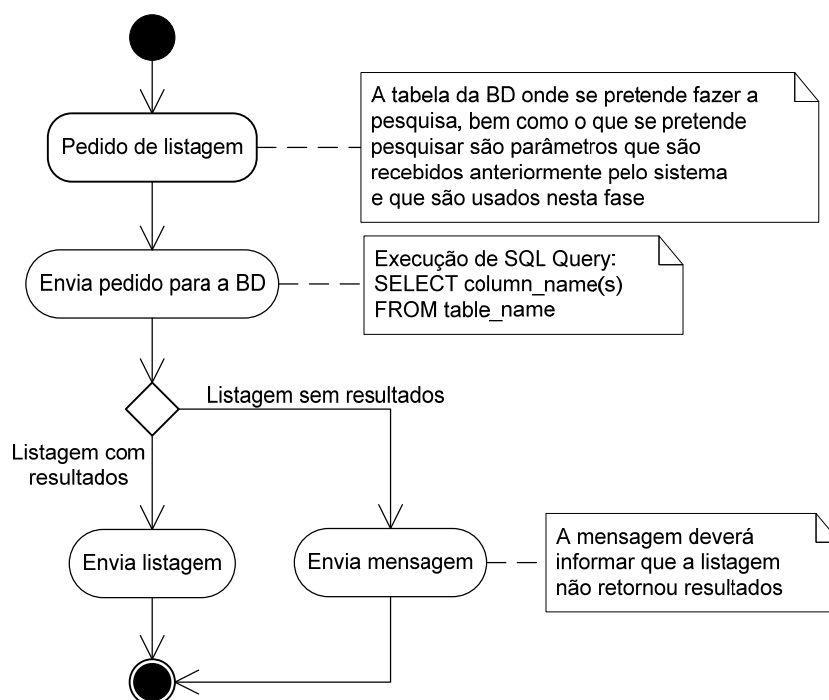 Pedido de listagem
A tabela da BD onde se pretende fazer a
pesquisa, bem como o que se pretende
pesquisar são parâmetros que são
recebidos anteriormente pelo sistema
e que são usados nesta fase
Envia pedido para a BD
Execução de SQL Query:
SELECT column_name(s)
FROM table_name
Listagem sem resultados
Listagem com
resultados
Envia listagem
Envia mensagem
A mensagem deverá
informar que a listagem
não retornou resultados